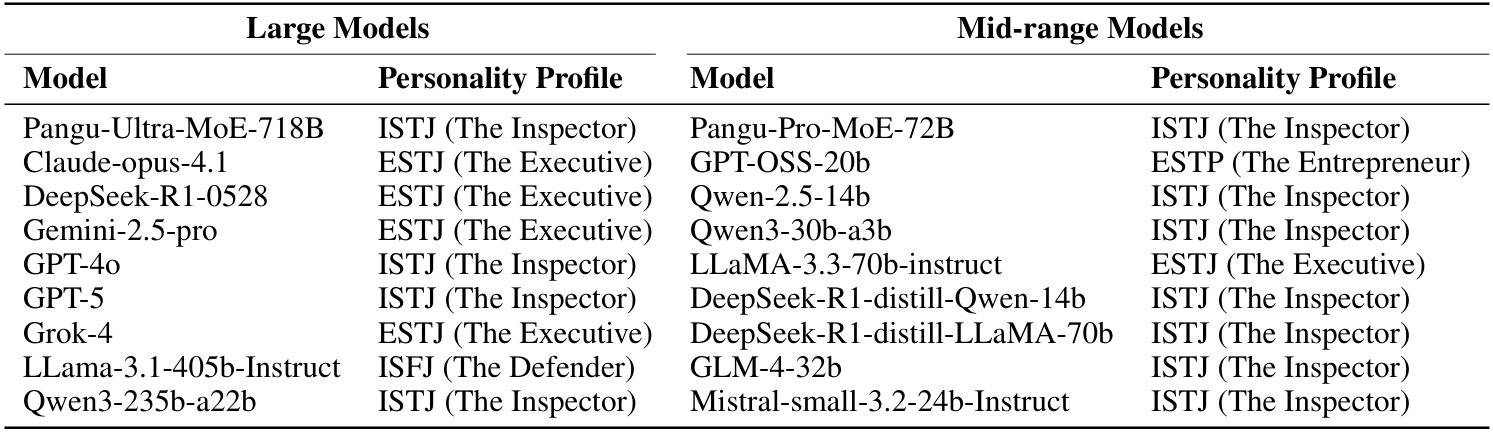 Large Models Mid-range Models
Model Personality Profile Model Personality Profile
Pangu-Ultra-MoE-718B ISTJ (The Inspector) Pangu-Pro-MoE-72B ISTJ (The Inspector)
Claude-opus-4.1 ESTJ (The Executive) GPT-OSS-20b ESTP (The Entrepreneur)
DeepSeek-R1-0528 ESTJ (The Executive) Qwen-2.5-14b ISTJ (The Inspector)
Gemini-2.5-pro ESTJ (The Executive) Qwen3-30b-a3b ISTJ (The Inspector)
GPT-4o ISTJ (The Inspector) LLaMA-3.3-70b-instruct ESTJ (The Executive)
GPT-5 ISTJ (The Inspector) DeepSeek-R1-distill-Qwen-14b ISTJ (The Inspector)
Grok-4 ESTJ (The Executive) DeepSeek-R1-distill-LLaMA-70b ISTJ (The Inspector)
LLama-3.1-405b-Instruct ISFJ (The Defender) GLM-4-32b ISTJ (The Inspector)
Qwen3-235b-a22b ISTJ (The Inspector) Mistral-small-3.2-24b-Instruct ISTJ (The Inspector)